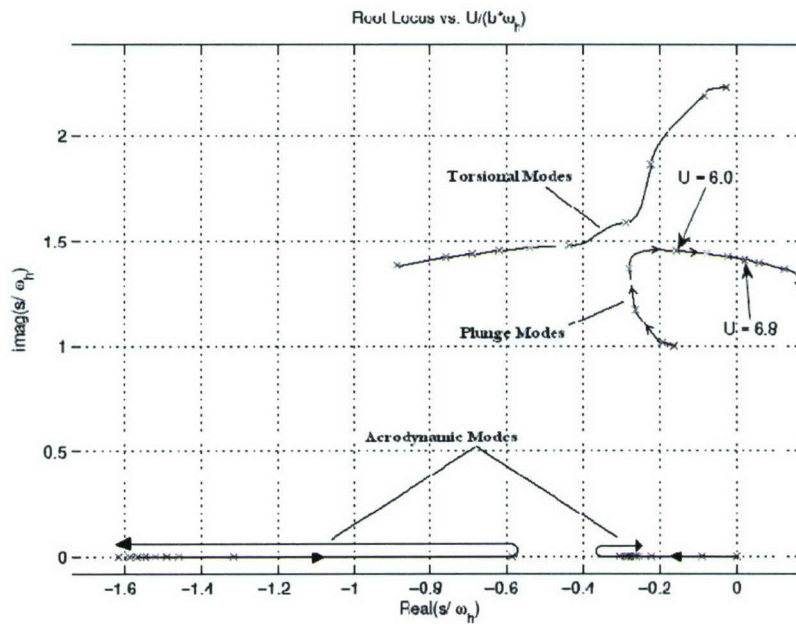 Root Locus vs. U/(b*ω_h)
2
1.5
1
0.5
0
imag(s/ ω_h)
Torsional Modes
U = 6.0
Plunge Modes
U = 6.8
Aerodynamic Modes
−1.6 −1.4 −1.2 −1 −0.8 −0.6 −0.4 −0.2 0
Real(s/ ω_h)